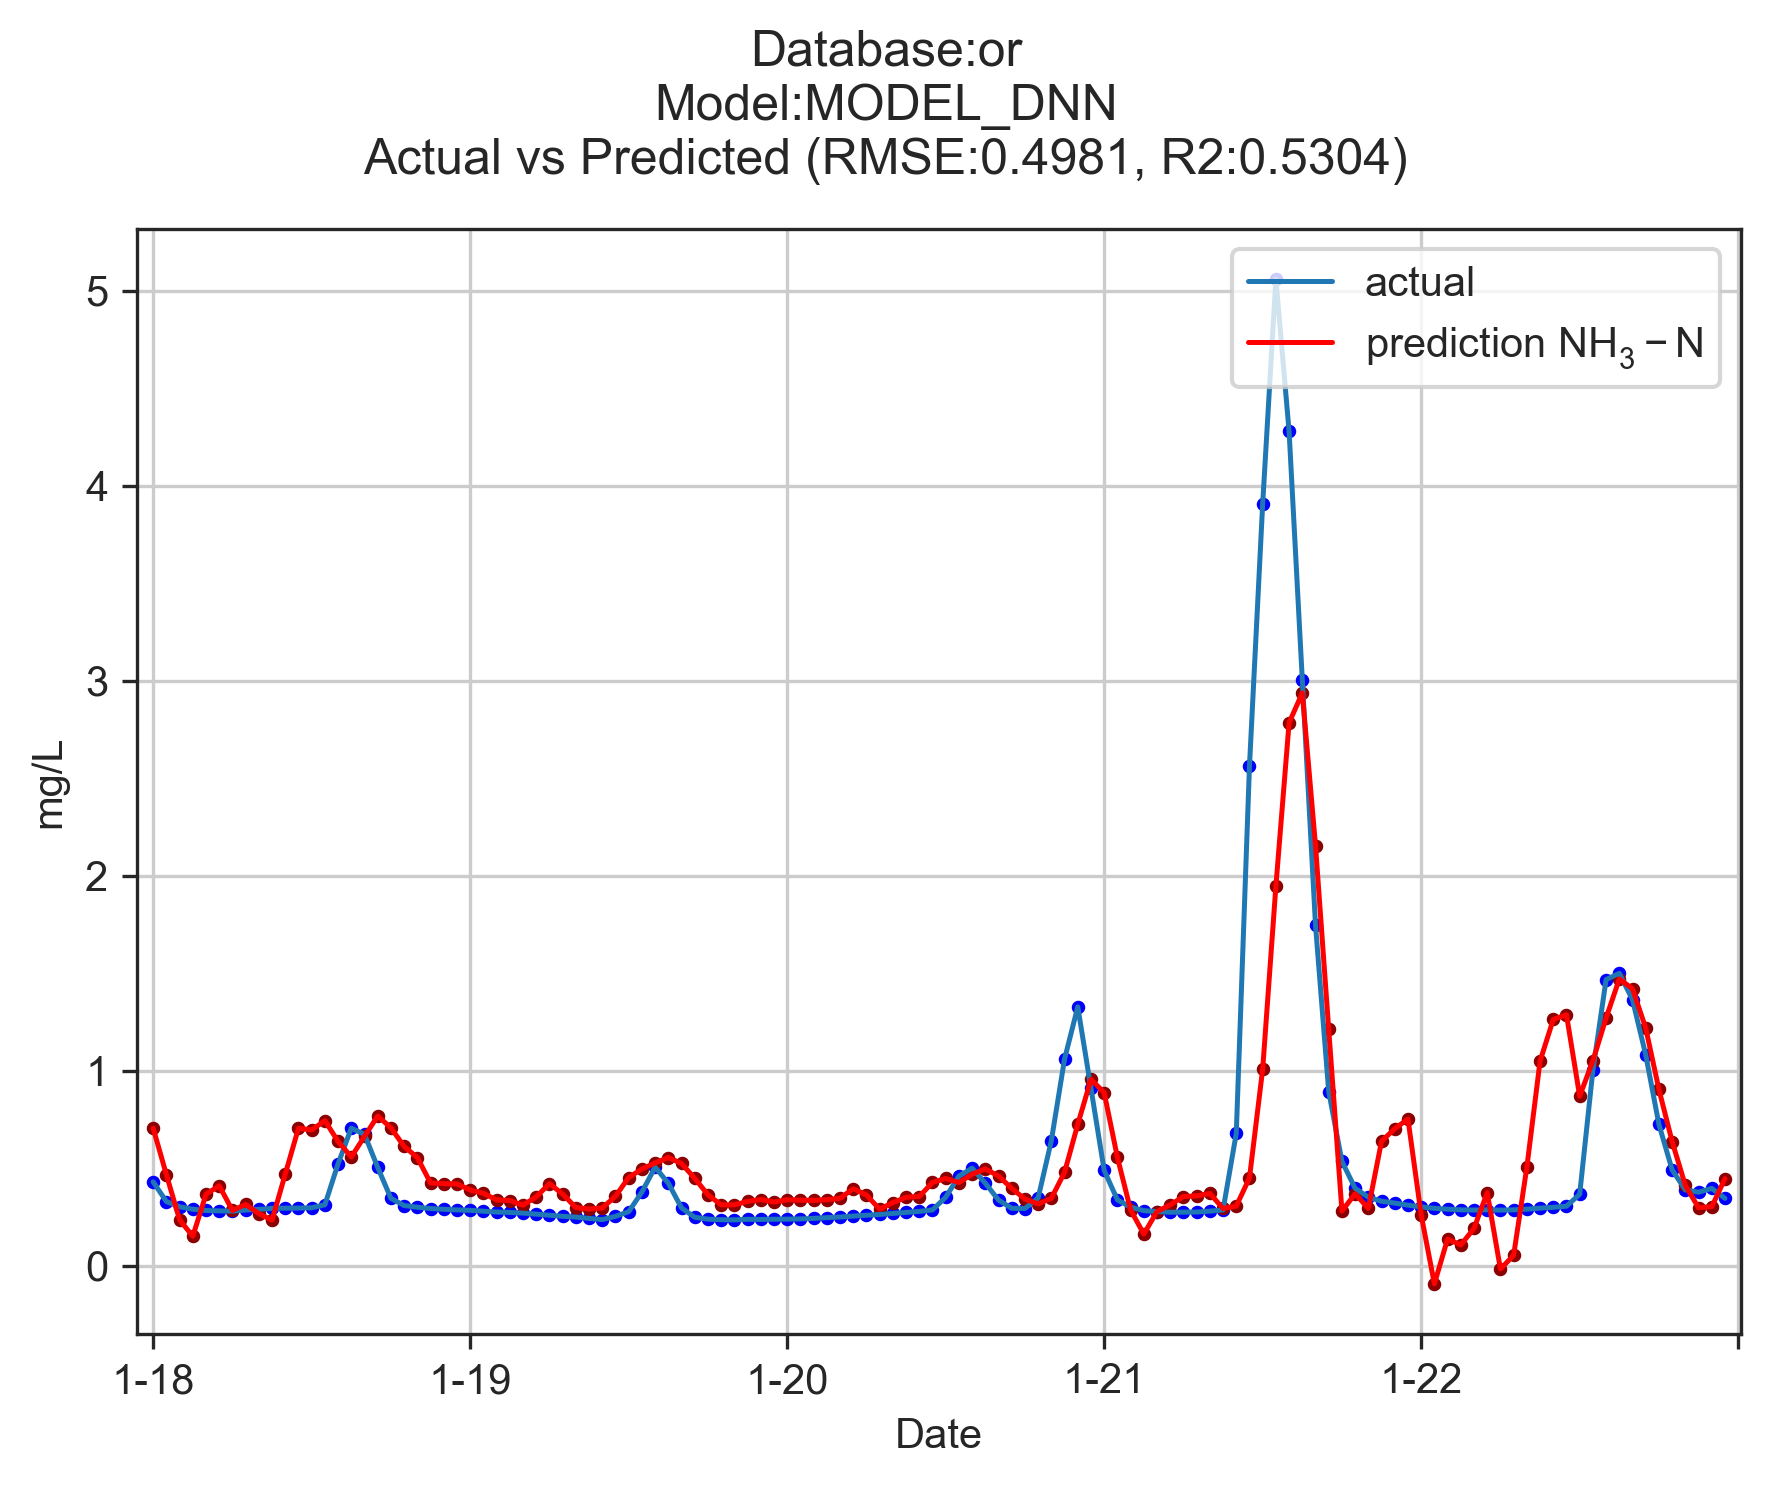 Database:or
Model:MODEL_DNN
Actual vs Predicted (RMSE:0.4981, R2:0.5304)
actual
prediction NH₃ − N
5
4
3
2
1
0
mg/L
1-18 1-19 1-20 1-21 1-22
Date